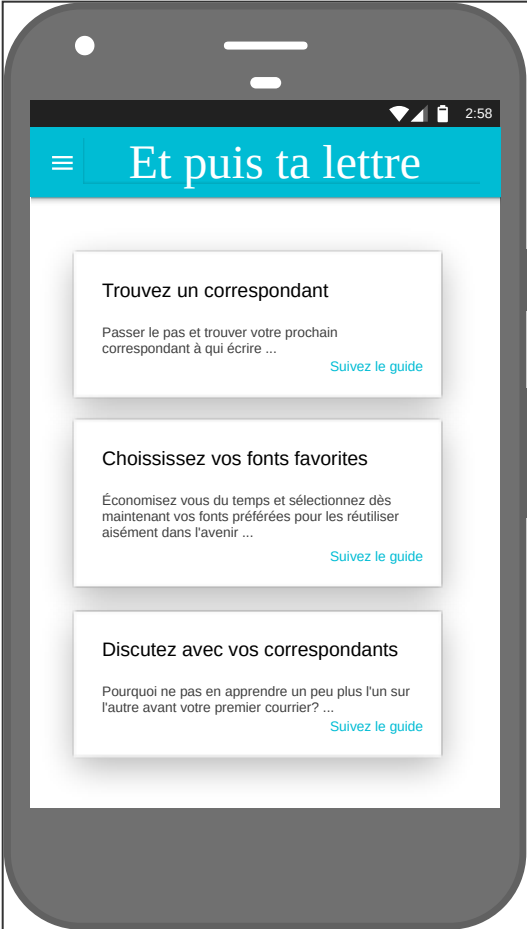 2:58
Et puis ta lettre
Trouvez un correspondant
Passer le pas et trouver votre prochain
correspondant à qui écrire ...
Suivez le guide
Choississez vos fonts favorites
Économisez vous du temps et sélectionnez dès
maintenant vos fonts préférées pour les réutiliser
aisément dans l'avenir ...
Suivez le guide
Discutez avec vos correspondants
Pourquoi ne pas en apprendre un peu plus l'un sur
l'autre avant votre premier courrier? ...
Suivez le guide